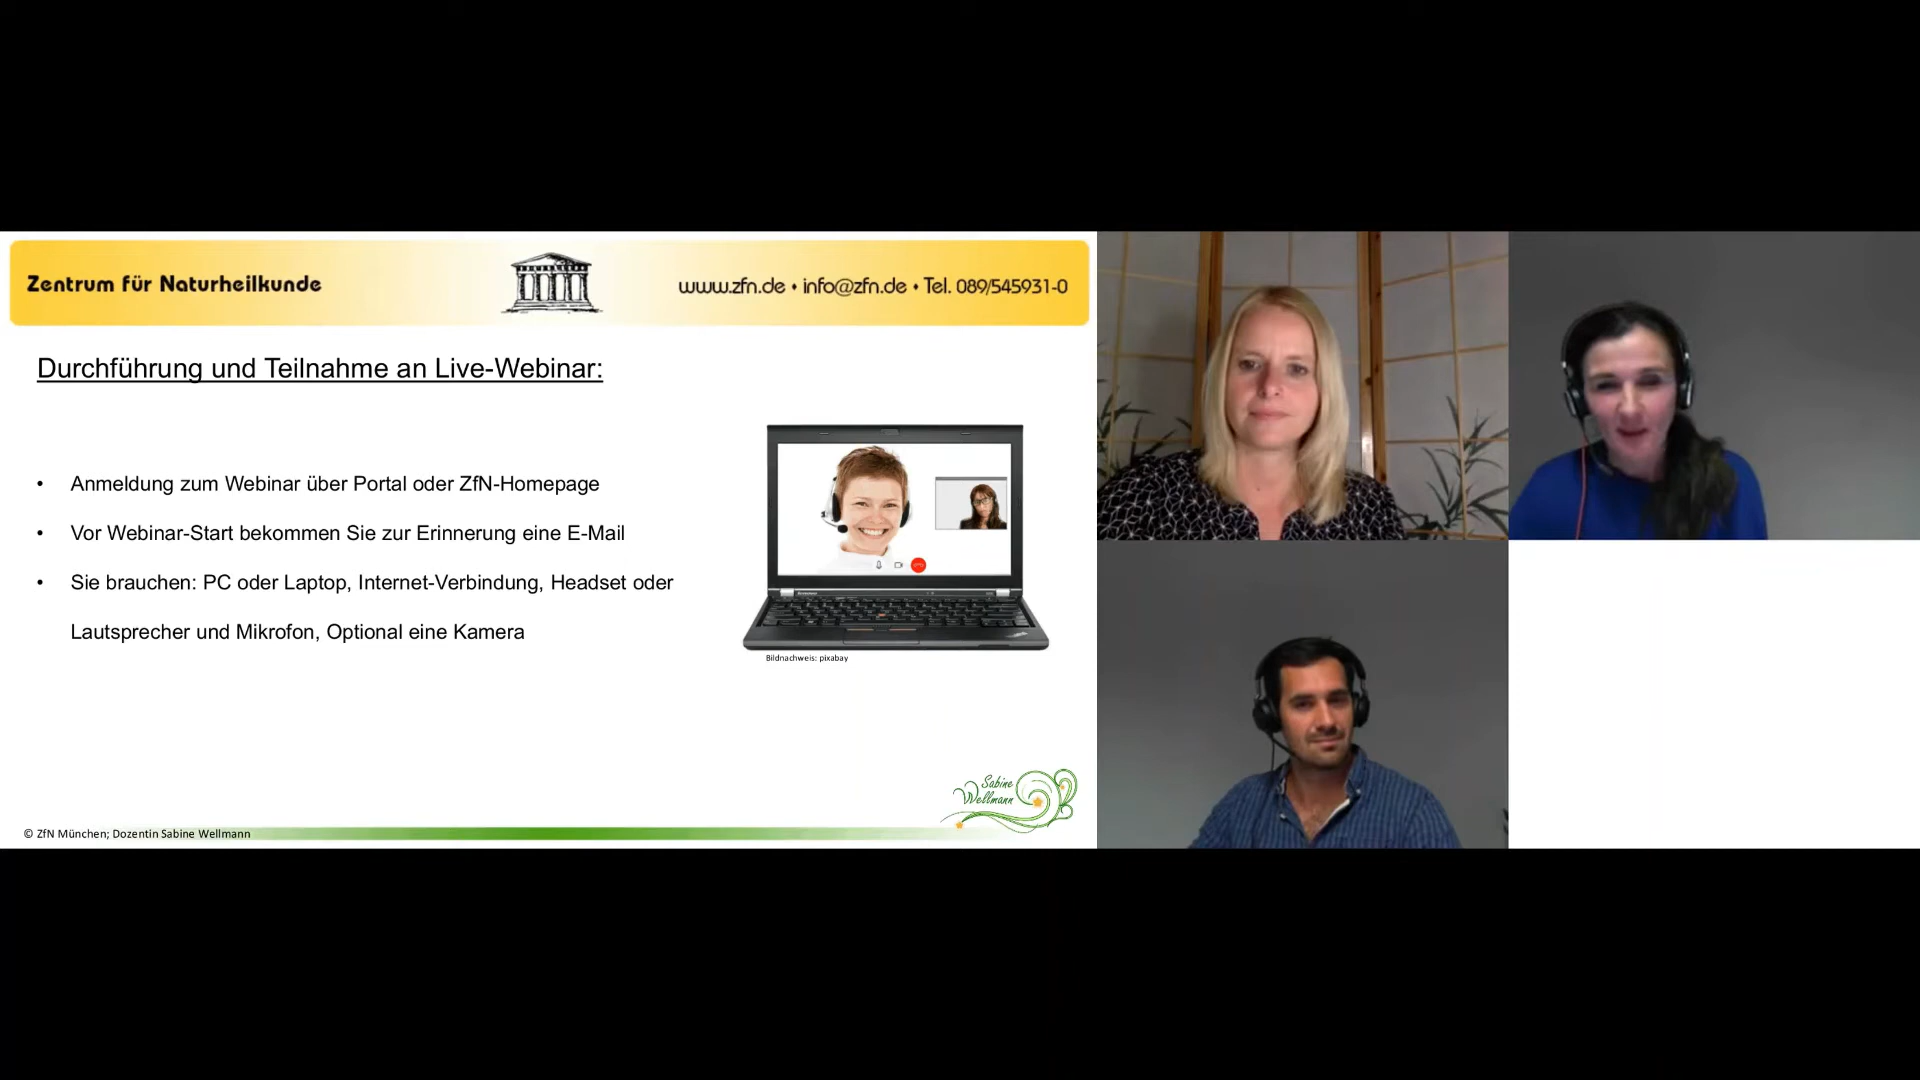 Zentrum für Naturheilkunde
www.zfn.de • info@zfn.de • Tel. 089/545931-0
Durchführung und Teilnahme an Live-Webinar:
• Anmeldung zum Webinar über Portal oder ZfN-Homepage
• Vor Webinar-Start bekommen Sie zur Erinnerung eine E-Mail
• Sie brauchen: PC oder Laptop, Internet-Verbindung, Headset oder
Lautsprecher und Mikrofon, Optional eine Kamera
Bildnachweis: pixabay
Sabine
Wellmann
© ZfN München; Dozentin Sabine Wellmann